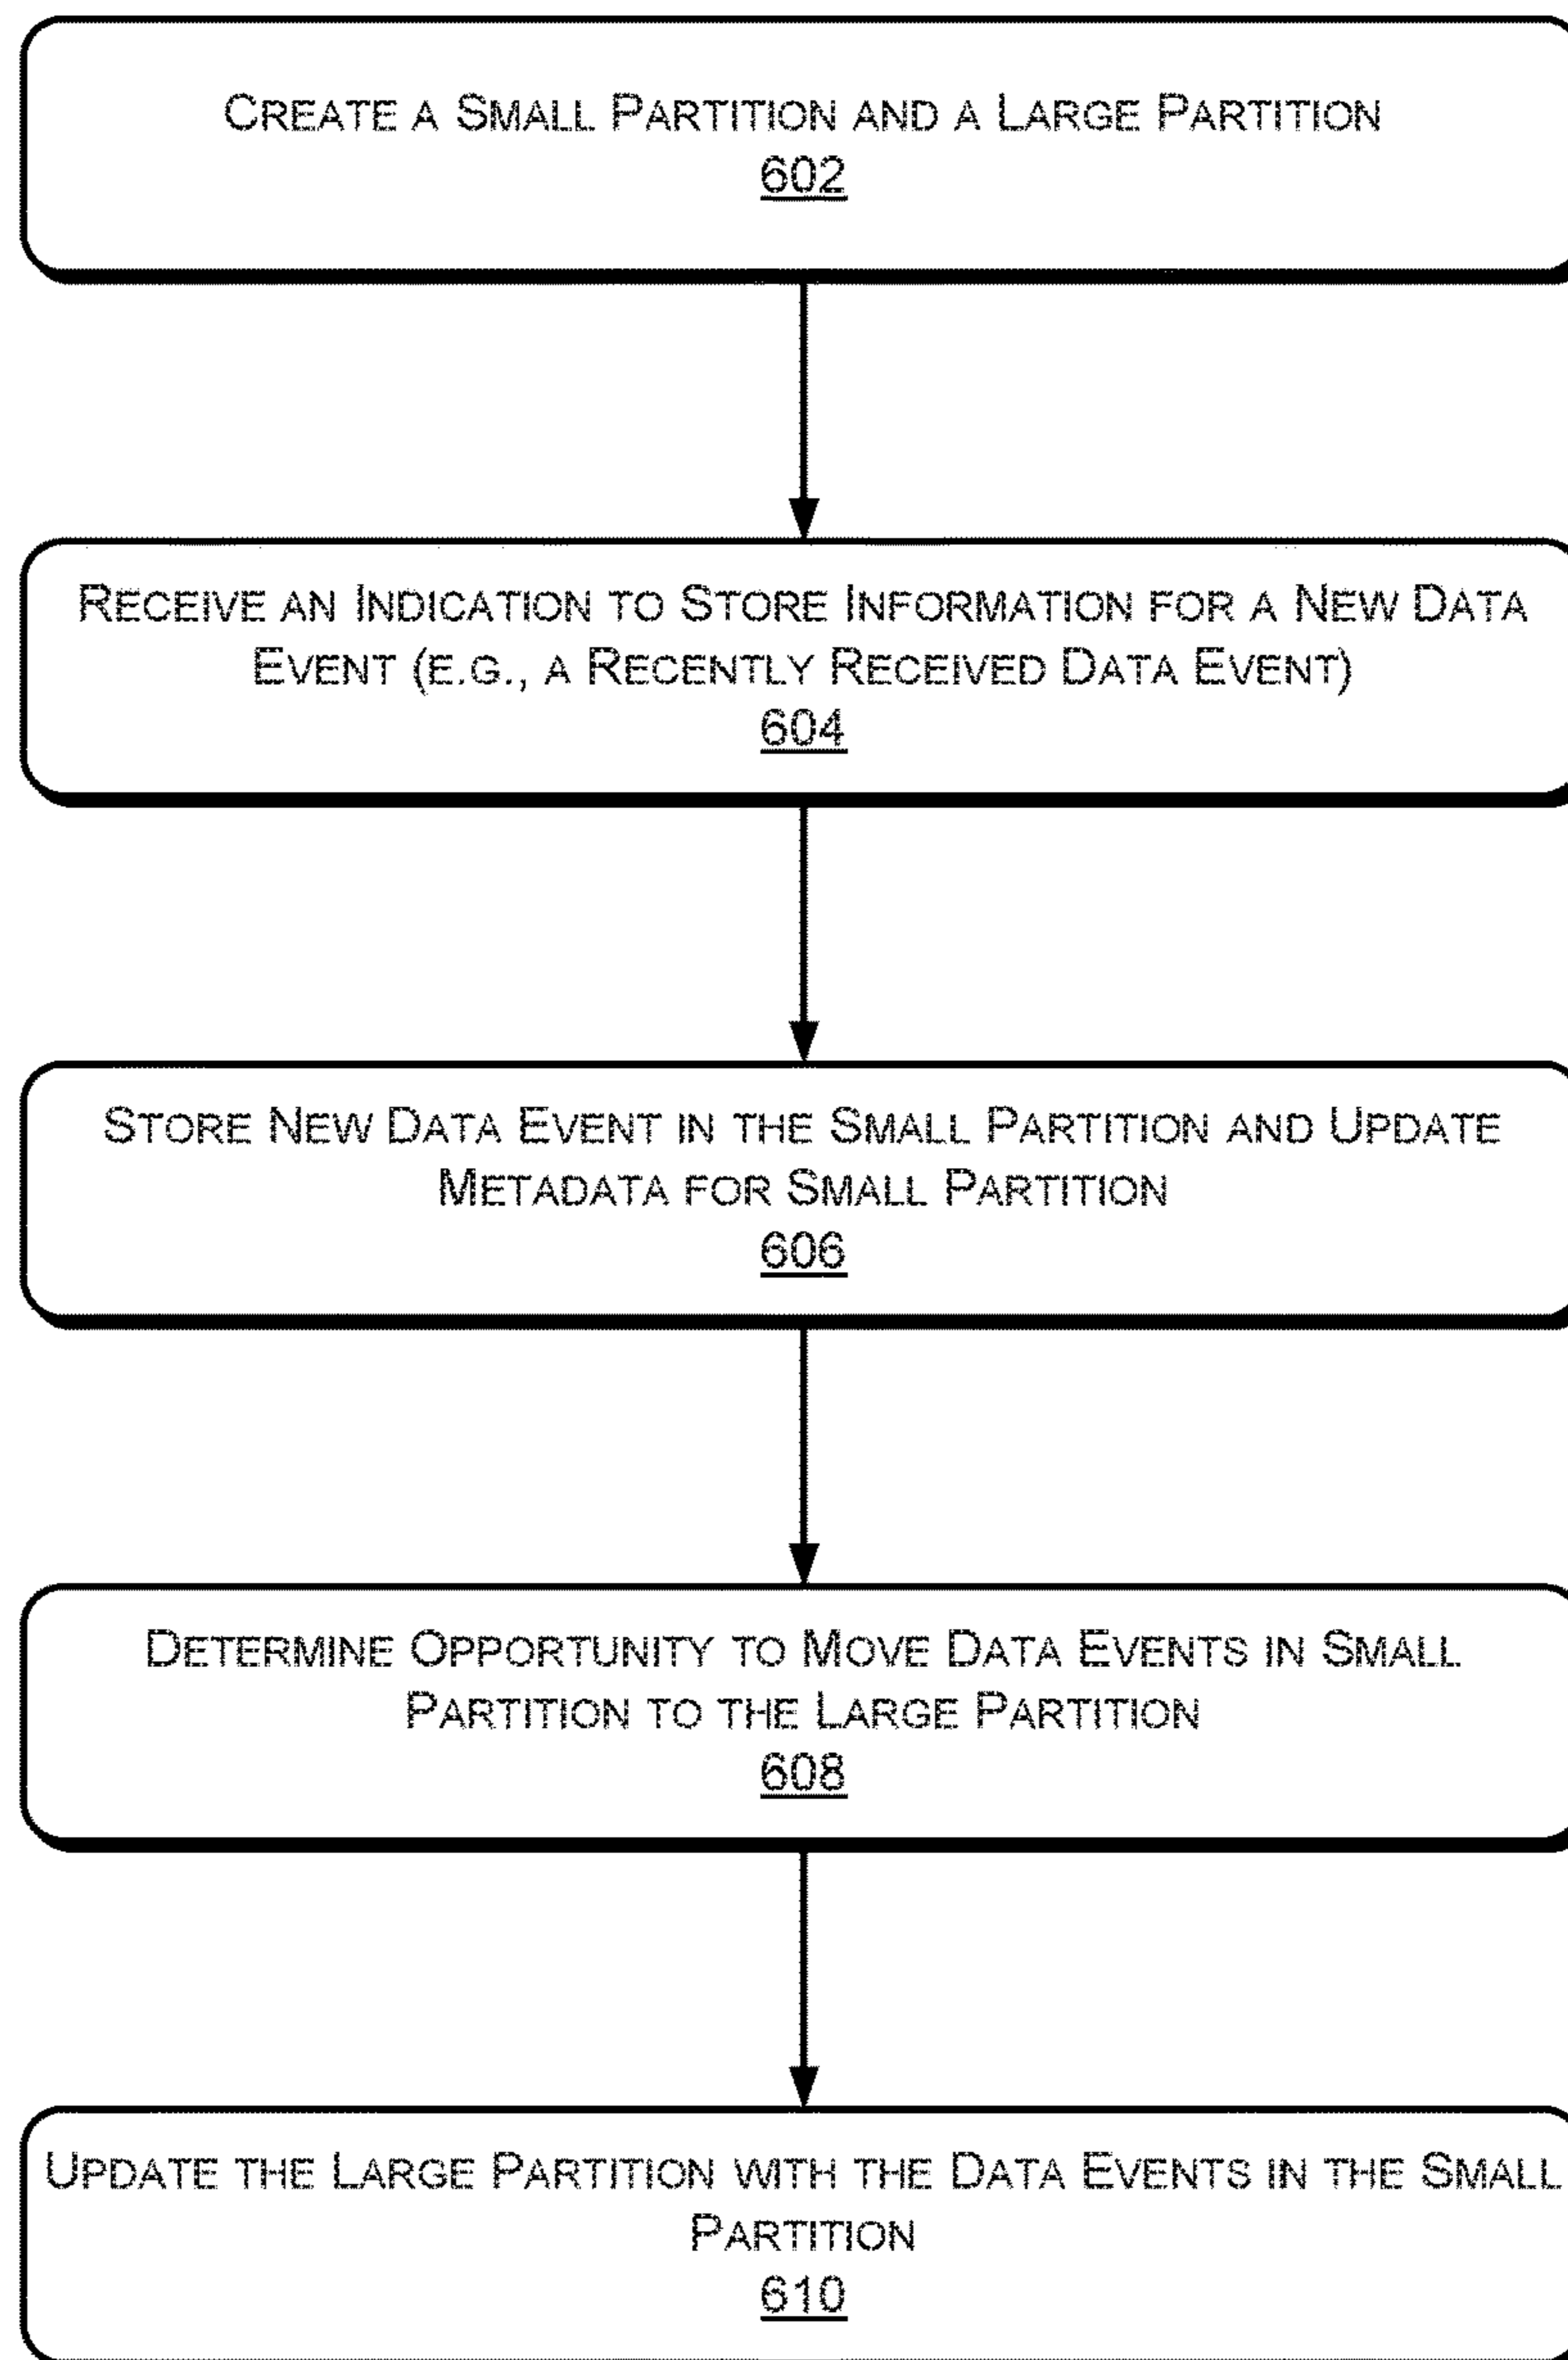 CREATE A SMALL PARTITION AND A LARGE PARTITION
602
RECEIVE AN INDICATION TO STORE INFORMATION FOR A NEW DATA
EVENT (E.G., A RECENTLY RECEIVED DATA EVENT)
604
STORE NEW DATA EVENT IN THE SMALL PARTITION AND UPDATE
METADATA FOR SMALL PARTITION
606
DETERMINE OPPORTUNITY TO MOVE DATA EVENTS IN SMALL
PARTITION TO THE LARGE PARTITION
608
UPDATE THE LARGE PARTITION WITH THE DATA EVENTS IN THE SMALL
PARTITION
610